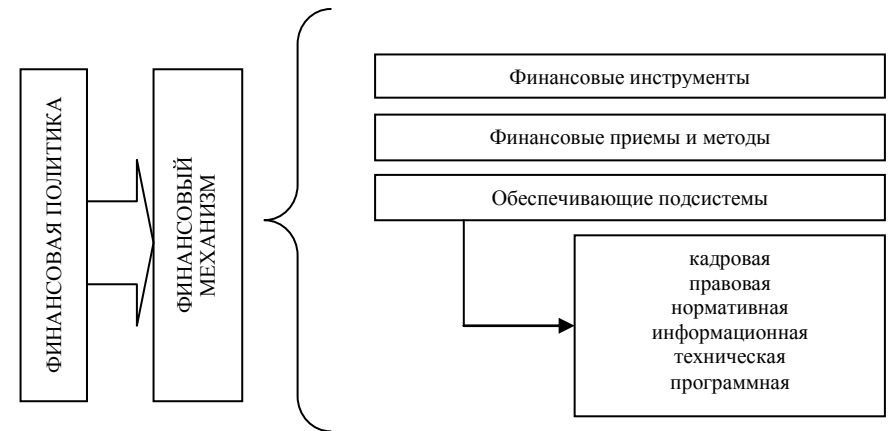 ФИНАНСОВАЯ ПОЛИТИКА
ФИНАНСОВЫЙ
МЕХАНИЗМ
Финансовые инструменты
Финансовые приемы и методы
Обеспечивающие подсистемы
кадровая
правовая
нормативная
информационная
техническая
программная